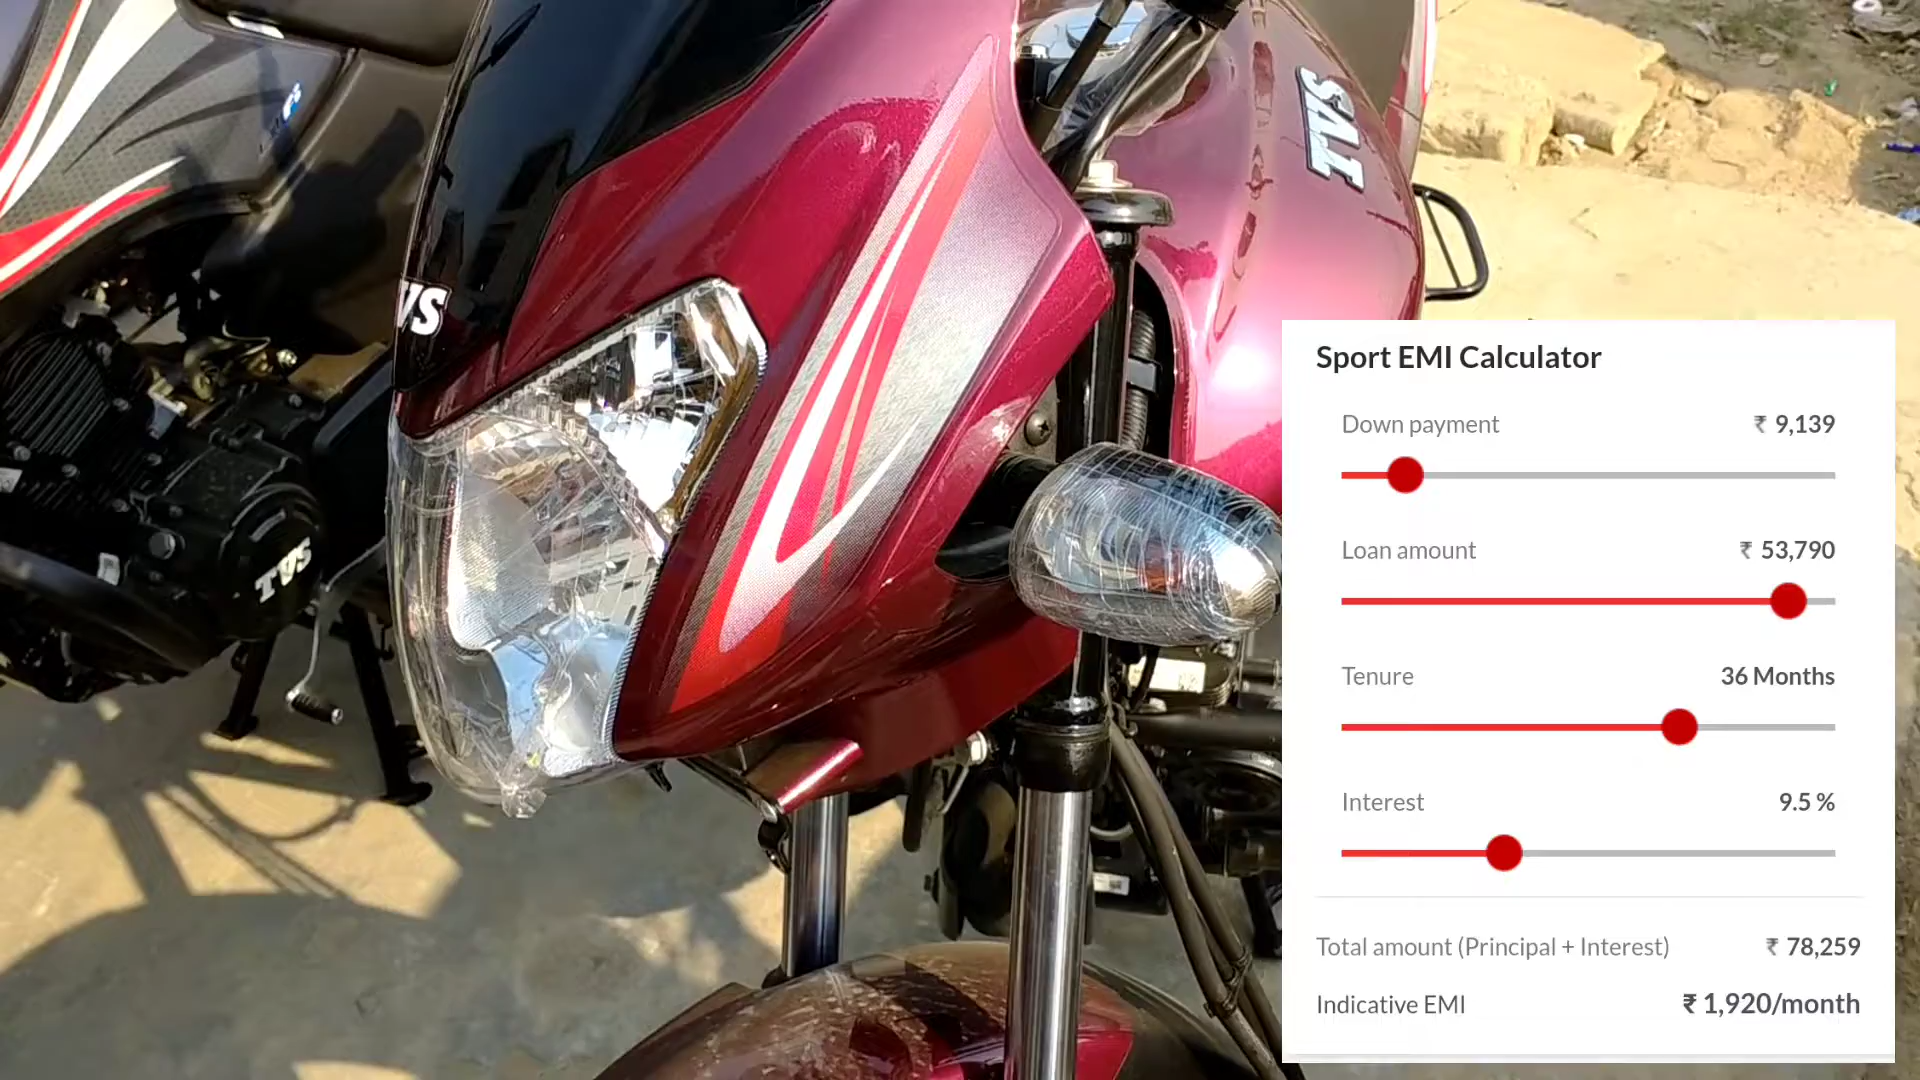 TVS
VS
TVS
Sport EMI Calculator
Down payment ₹ 9,139
Loan amount ₹ 53,790
Tenure 36 Months
Interest 9.5 %
Total amount (Principal + Interest) ₹ 78,259
Indicative EMI ₹ 1,920/month